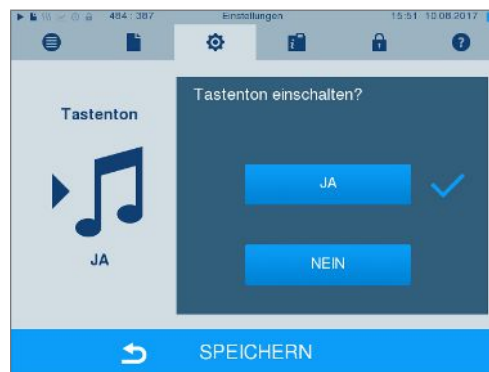 484 : 387 Einstellungen 15:51 10.08.2017
Tastenton
Tastenton einschalten?
JA
JA
NEIN
SPEICHERN